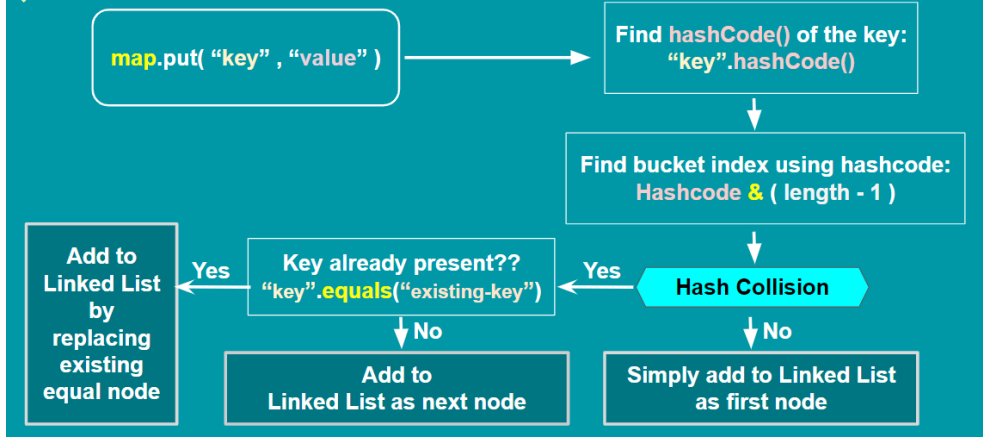 map.put( “key” , “value” )
Find hashCode() of the key:
“key”.hashCode()
Find bucket index using hashcode:
Hashcode & ( length - 1 )
Hash Collision
Yes
No
Key already present??
“key”.equals(“existing-key”)
Yes
No
Add to
Linked List
by
replacing
existing
equal node
Add to
Linked List as next node
Simply add to Linked List
as first node